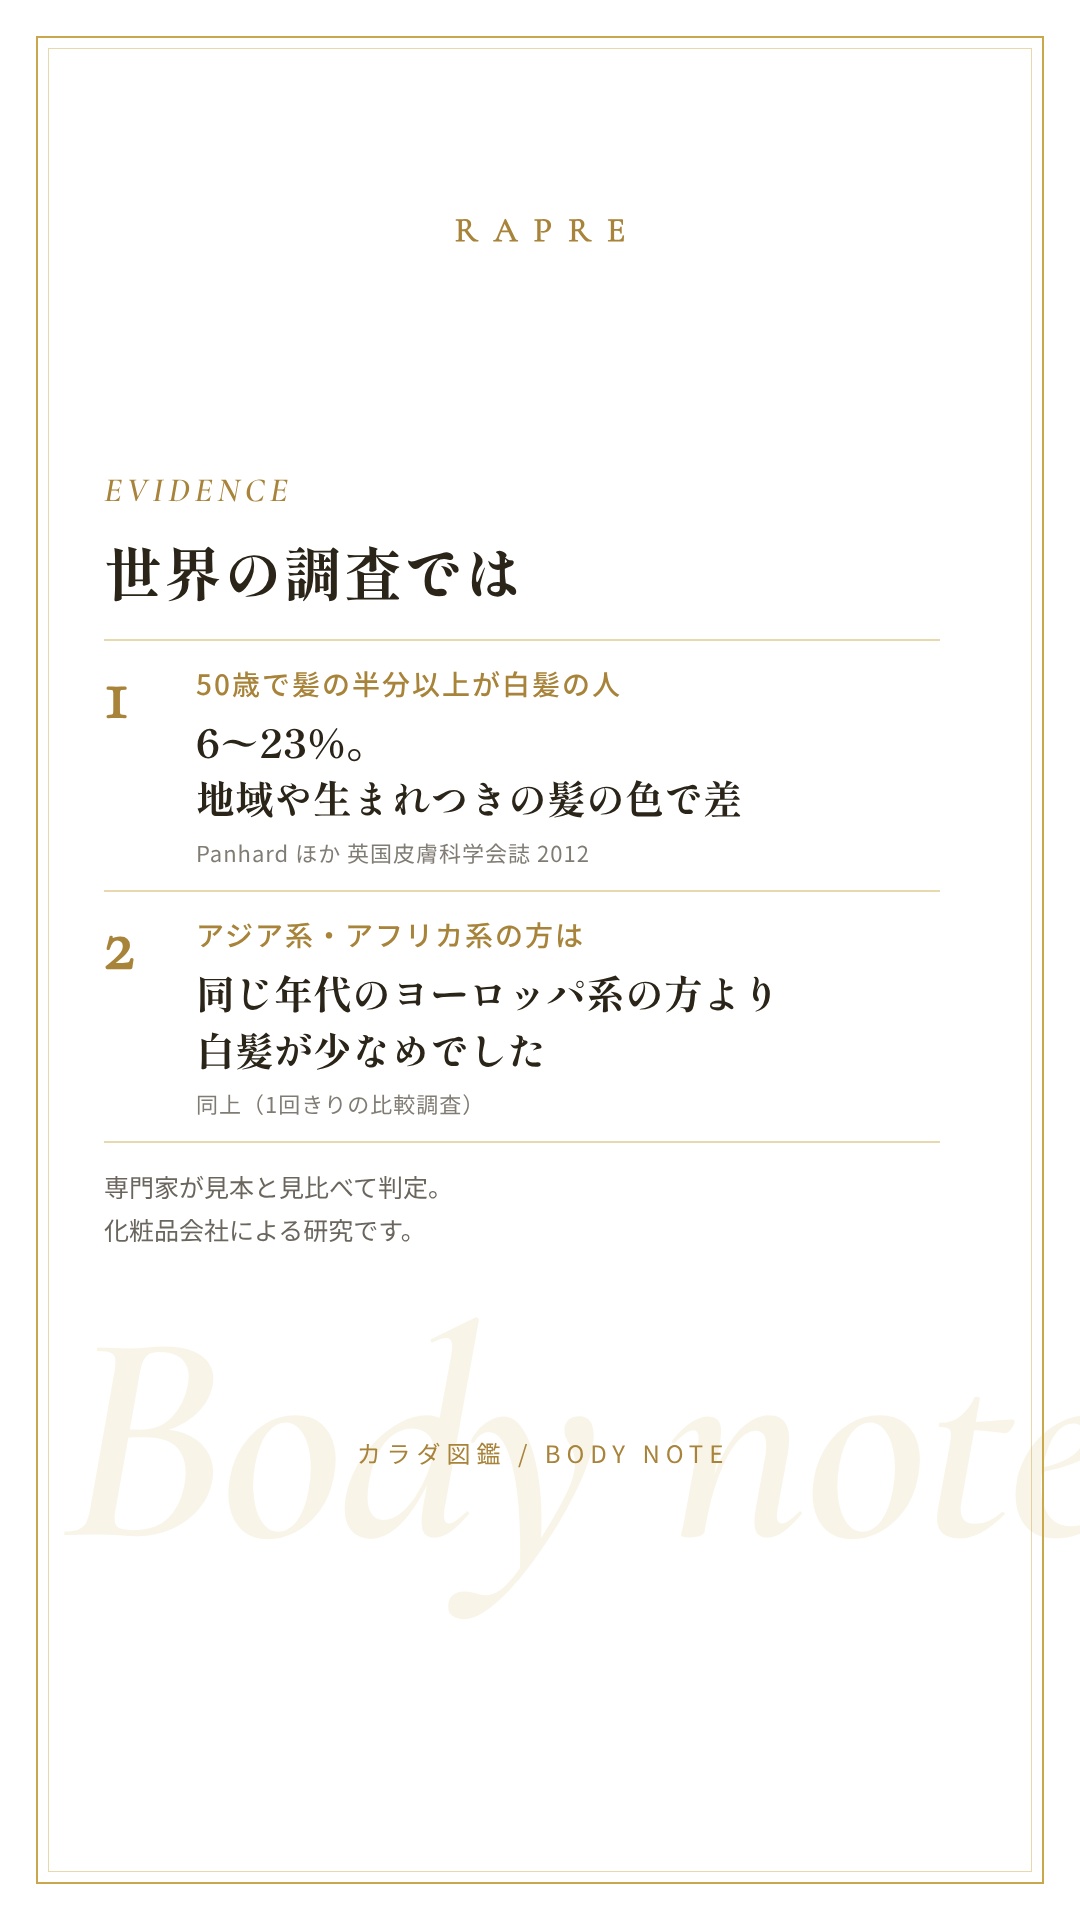 RAPRE
EVIDENCE
世界の調査では
1
50歳で髪の半分以上が白髪の人
6〜23%。
地域や生まれつきの髪の色で差
Panhard ほか 英国皮膚科学会誌 2012
2
アジア系・アフリカ系の方は
同じ年代のヨーロッパ系の方より
白髪が少なめでした
同上（1回きりの比較調査）
専門家が見本と見比べて判定。
化粧品会社による研究です。
Body note
カラダ図鑑 / BODY NOTE